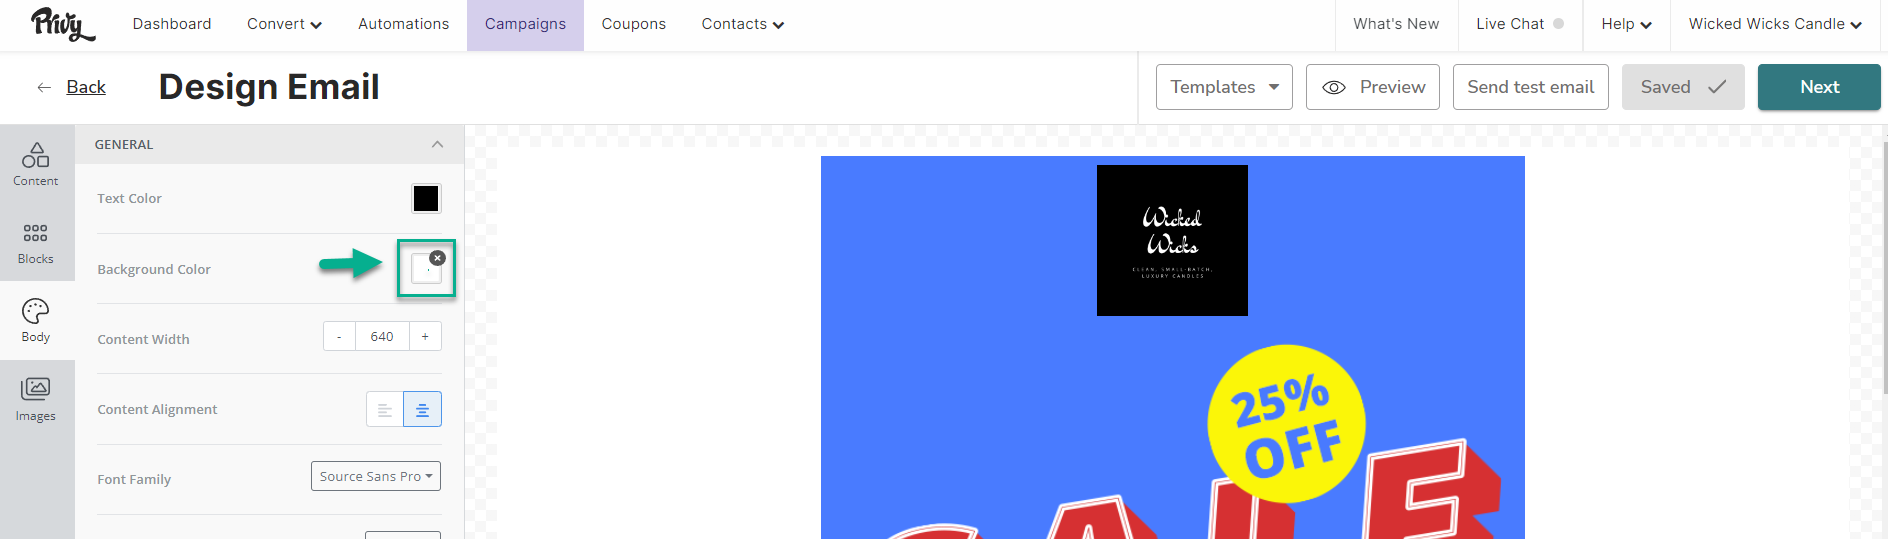 Privy
Dashboard
Convert
Automations
Campaigns
Coupons
Contacts
What's New
Live Chat
Help
Wicked Wicks Candle
Back
Design Email
Templates
Preview
Send test email
Saved
Next
Content
Blocks
Body
Images
GENERAL
Text Color
Background Color
Content Width
- 640 +
Content Alignment
Font Family
Source Sans Pro
Wicked
Wicks
CLEAN, SMALL-BATCH,
LUXURY CANDLES
25%
OFF
SALE